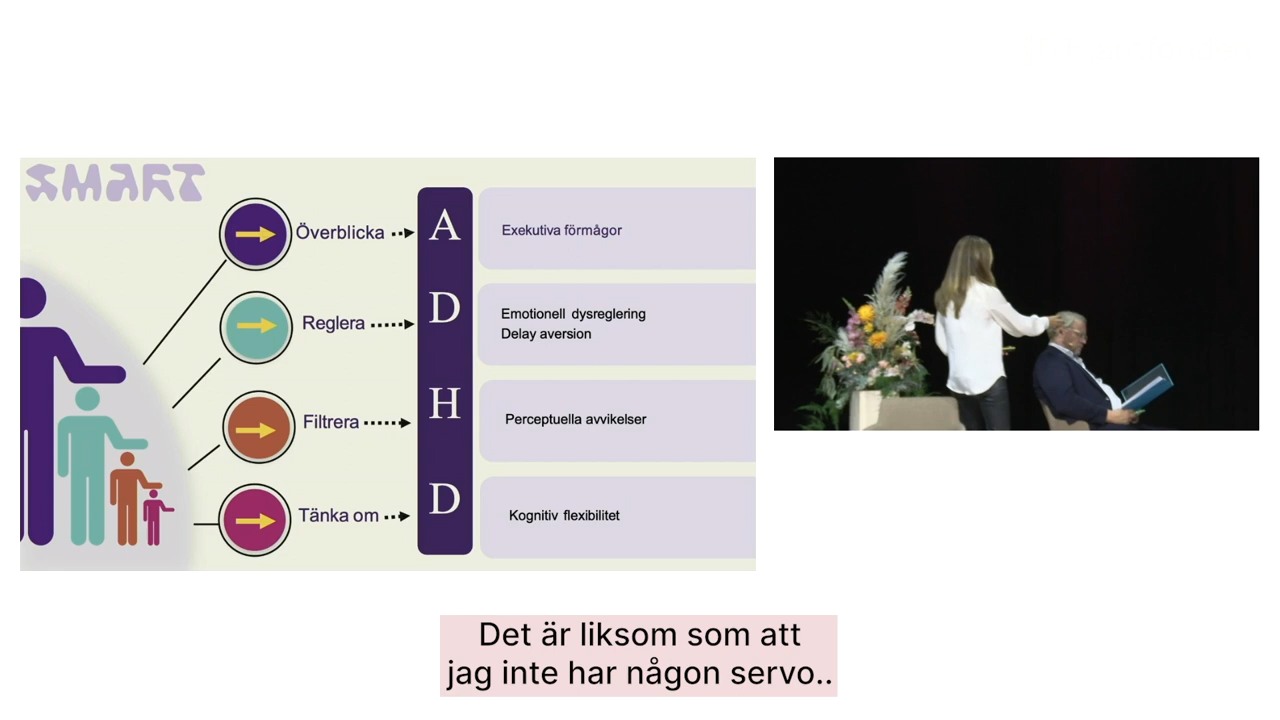 SMART
Överblicka
A
Exekutiva förmågor
Reglera
D
Emotionell dysreglering
Delay aversion
Filtrera
H
Perceptuella avvikelser
Tänka om
D
Kognitiv flexibilitet
Det är liksom som att
jag inte har någon servo..